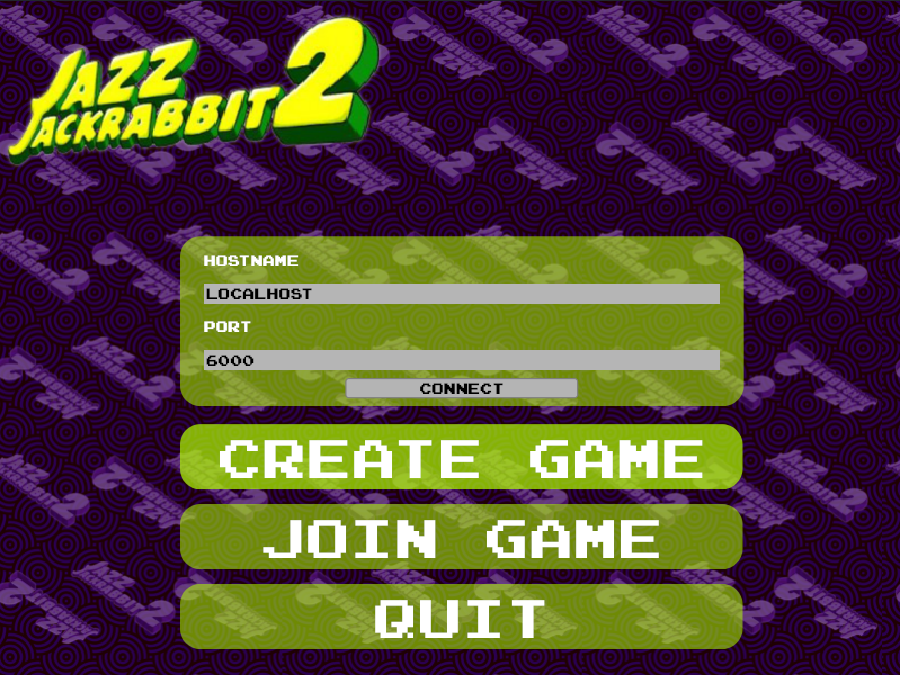 JAZZ
JACKRABBIT 2
HOSTNAME
LOCALHOST
PORT
6000
CONNECT
CREATE GAME
JOIN GAME
QUIT